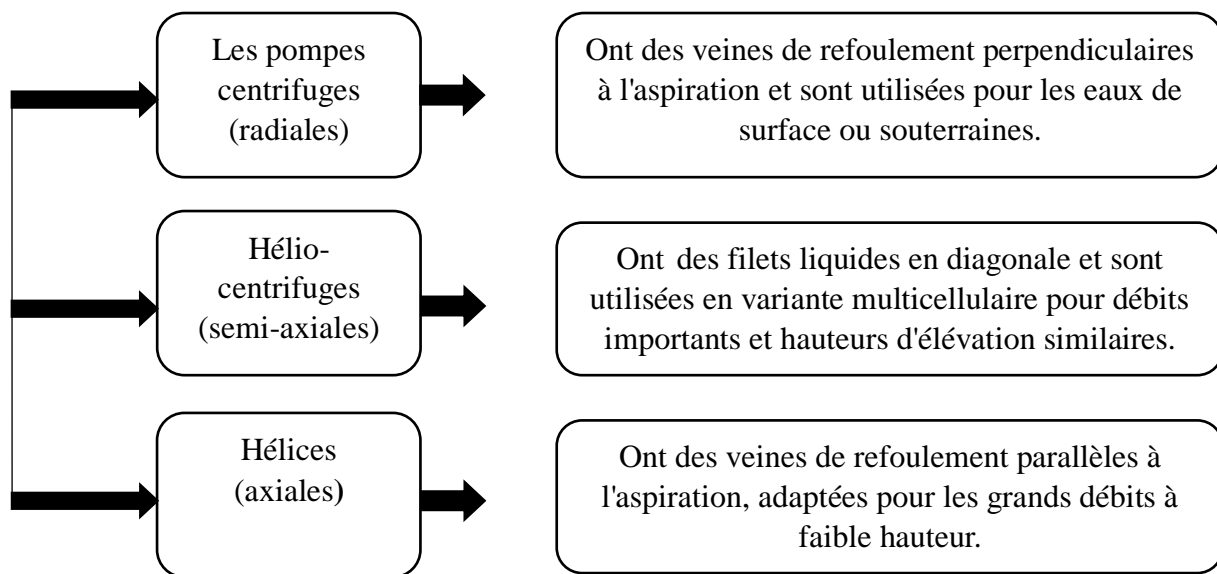 Les pompes
centrifuges
(radiales)
Ont des veines de refoulement perpendiculaires
à l'aspiration et sont utilisées pour les eaux de
surface ou souterraines.
Hélio-
centrifuges
(semi-axiales)
Ont des filets liquides en diagonale et sont
utilisées en variante multicellulaire pour débits
importants et hauteurs d'élévation similaires.
Hélices
(axiales)
Ont des veines de refoulement parallèles à
l'aspiration, adaptées pour les grands débits à
faible hauteur.